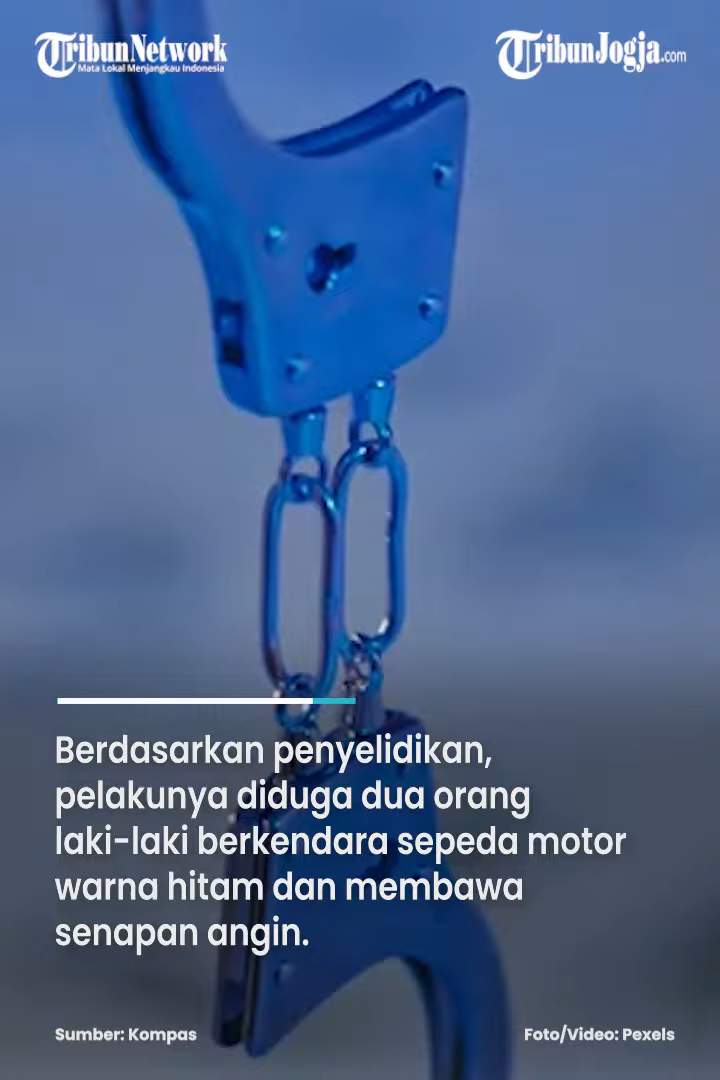 TribunNetwork
Mata Lokal Menjangkau Indonesia
TribunJogja.com
Berdasarkan penyelidikan,
pelakunya diduga dua orang
laki-laki berkendara sepeda motor
warna hitam dan membawa
senapan angin.
Sumber: Kompas
Foto/Video: Pexels